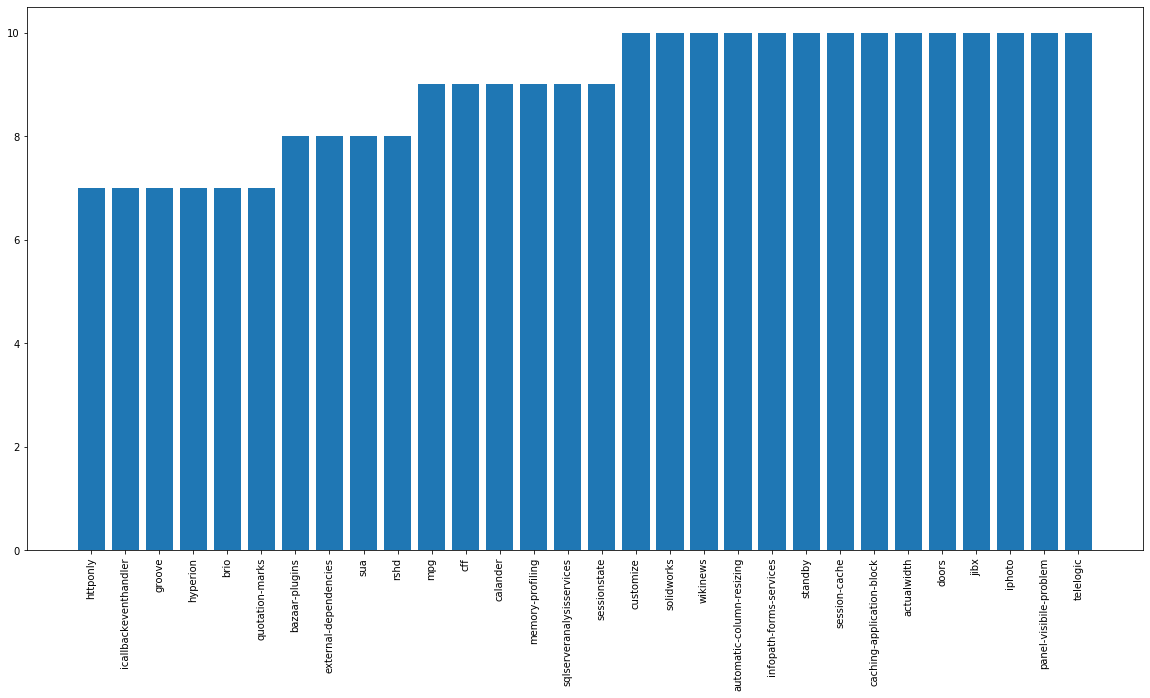 10
8
6
4
2
0
httponly
icallbackeventhandler
groove
hyperion
brio
quotation-marks
bazaar-plugins
external-dependencies
sua
rshd
mpg
cff
calander
memory-profiling
sqlserveranalysisservices
sessionstate
customize
solidworks
wikinews
automatic-column-resizing
infopath-forms-services
standby
session-cache
caching-application-block
actualwidth
doors
jibx
iphoto
panel-visibile-problem
telelogic